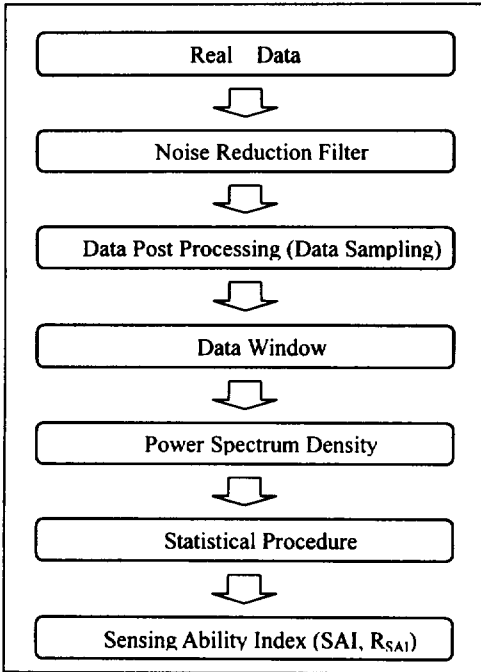 Real Data
Noise Reduction Filter
Data Post Processing (Data Sampling)
Data Window
Power Spectrum Density
Statistical Procedure
Sensing Ability Index (SAI, R_SAI)